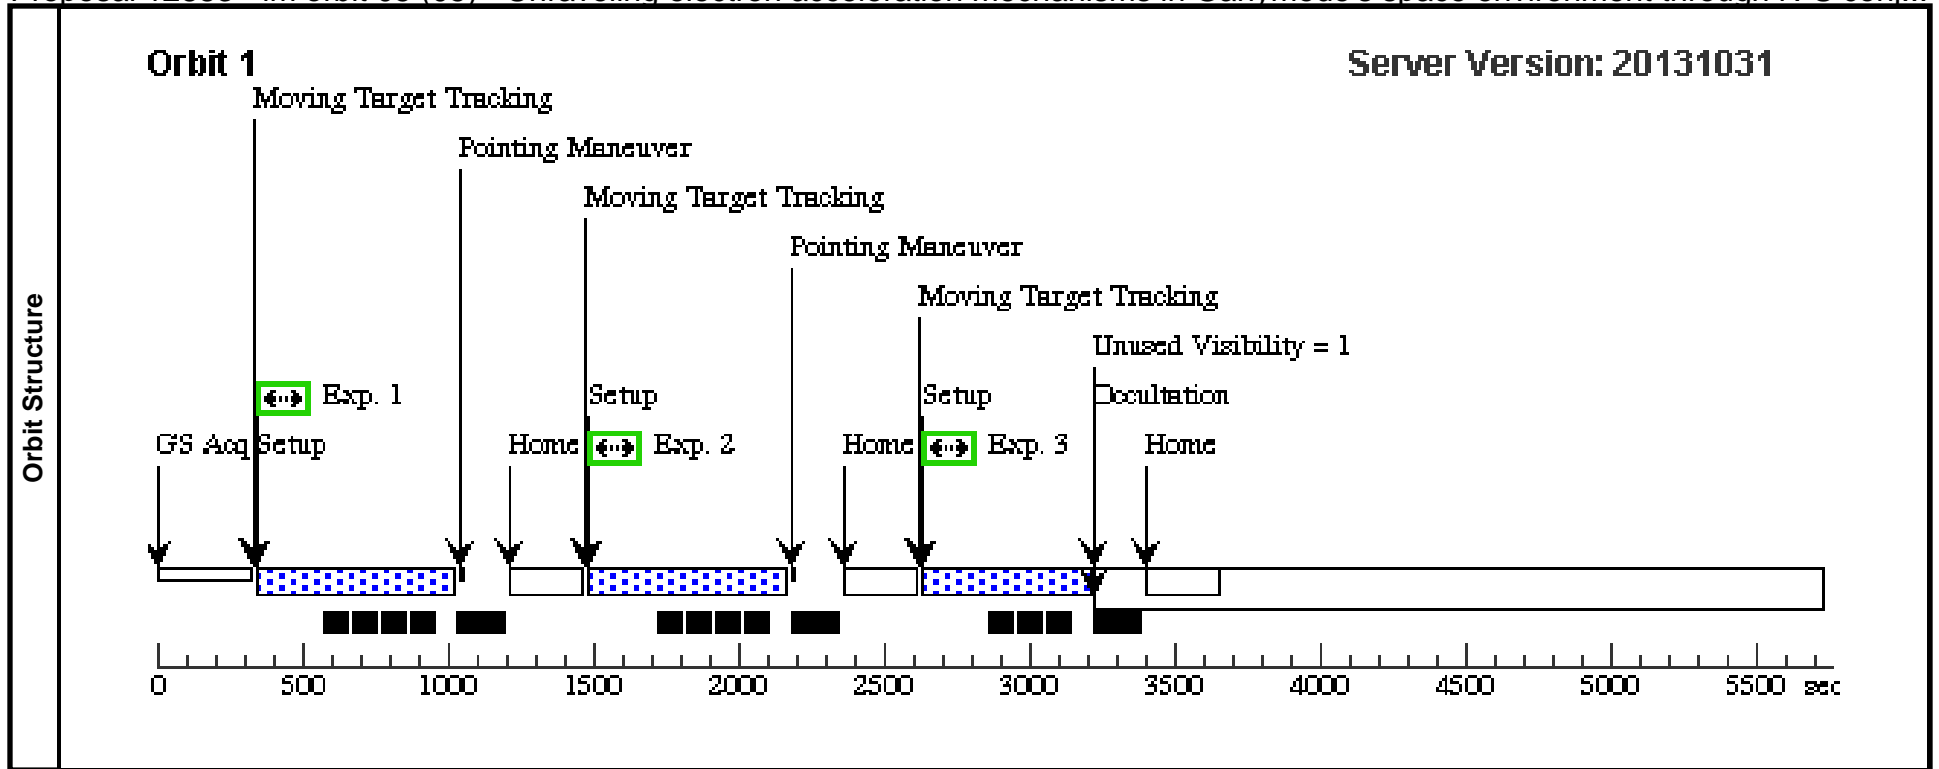 Orbit 1
Server Version: 20131031
Moving Target Tracking
Pointing Maneuver
Moving Target Tracking
Pointing Maneuver
Moving Target Tracking
Unused Visibility = 1
Orbit Structure
Exp. 1
Setup
Setup
Occultation
GS Acq
Setup
Home
Exp. 2
Home
Exp. 3
Home
0 500 1000 1500 2000 2500 3000 3500 4000 4500 5000 5500 sec